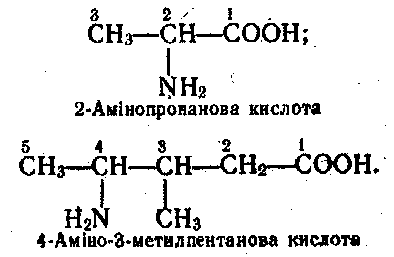 3 2 1
CH₃—CH—COOH;
NH₂
2-Амінопропанова кислота
5 4 3 2 1
CH₃—CH—CH—CH₂—COOH.
H₂N CH₃
4-Аміно-3-метилпентанова кислота